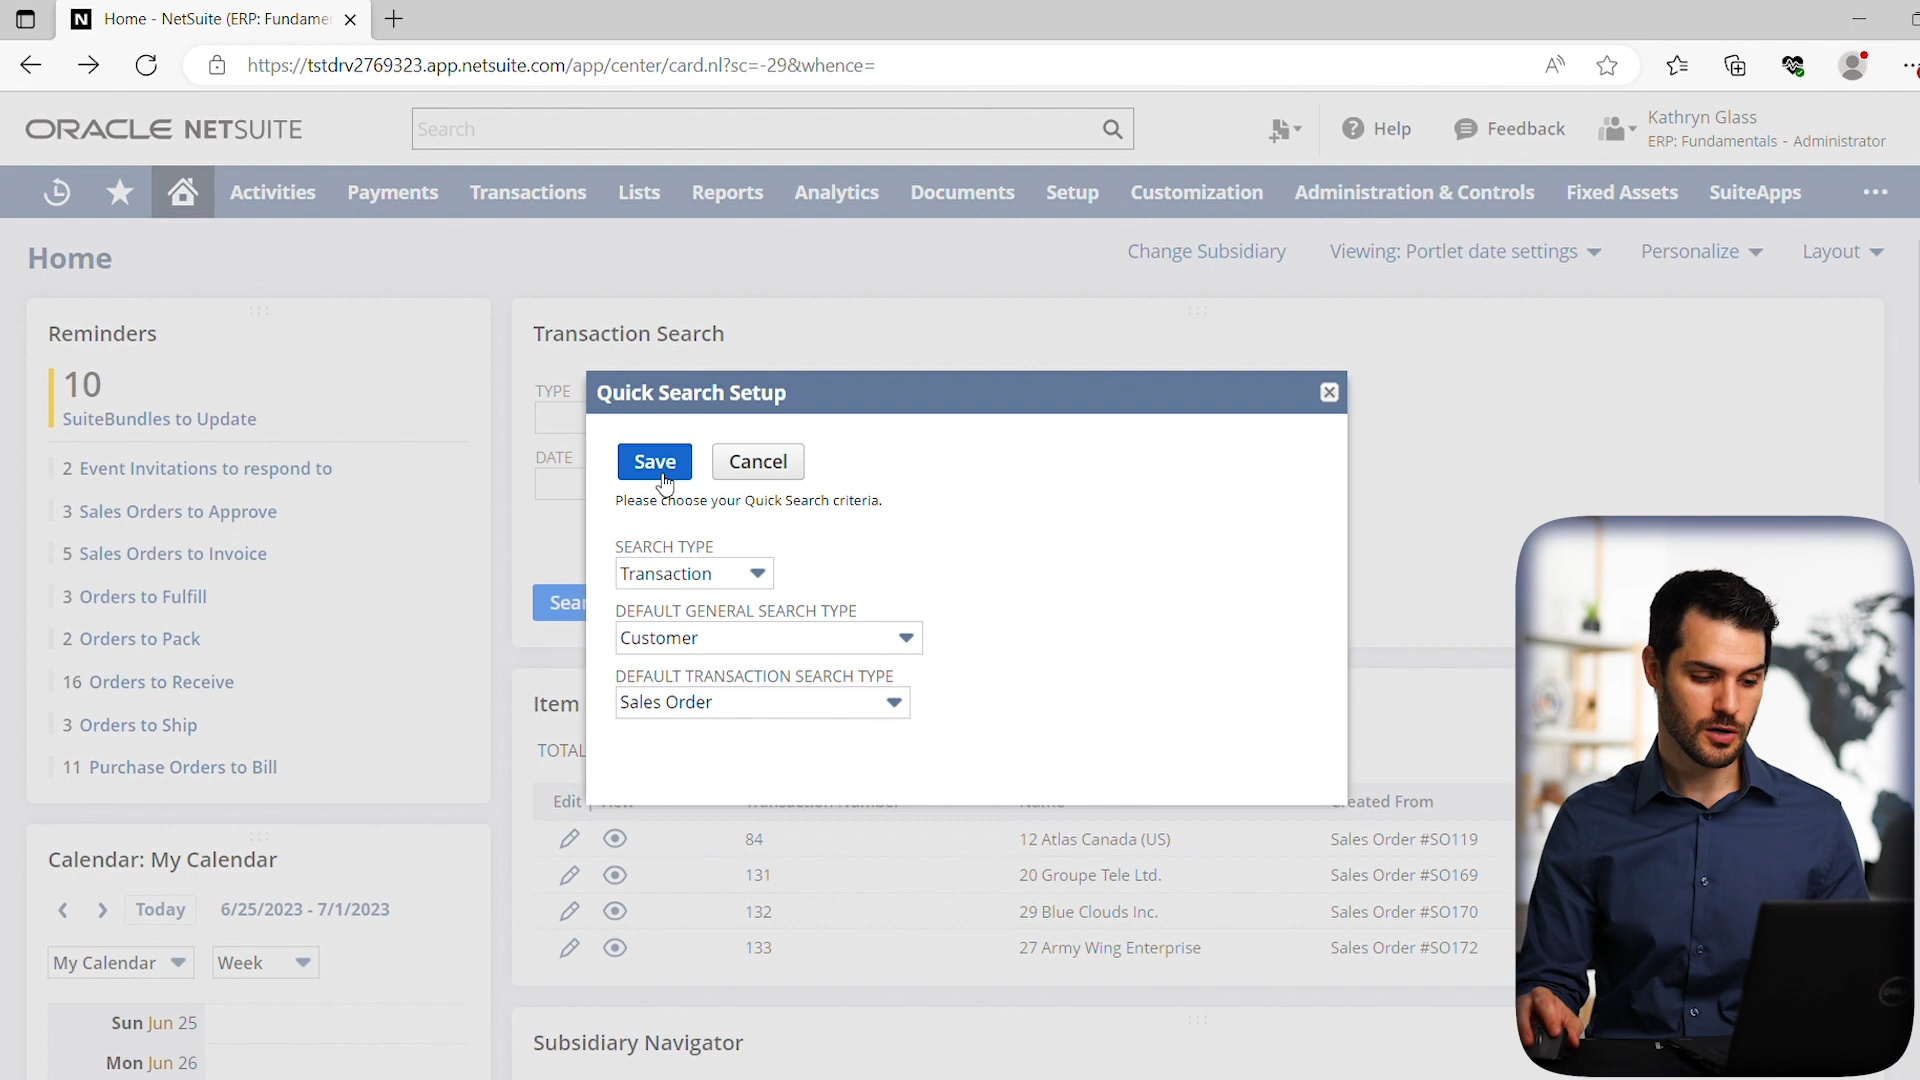 Home - NetSuite (ERP: Fundame
https://tstdrv2769323.app.netsuite.com/app/center/card.nl?sc=-29&whence=
ORACLE NETSUITE
Search
Help
Feedback
Kathryn Glass
ERP: Fundamentals - Administrator
Activities
Payments
Transactions
Lists
Reports
Analytics
Documents
Setup
Customization
Administration & Controls
Fixed Assets
SuiteApps
Home
Change Subsidiary
Viewing: Portlet date settings
Personalize
Layout
Reminders
10
SuiteBundles to Update
2 Event Invitations to respond to
3 Sales Orders to Approve
5 Sales Orders to Invoice
3 Orders to Fulfill
2 Orders to Pack
16 Orders to Receive
3 Orders to Ship
11 Purchase Orders to Bill
Calendar: My Calendar
Today
6/25/2023 - 7/1/2023
My Calendar
Week
Sun Jun 25
Mon Jun 26
Transaction Search
TYPE
DATE
Sear
Quick Search Setup
Save
Cancel
Please choose your Quick Search criteria.
SEARCH TYPE
Transaction
DEFAULT GENERAL SEARCH TYPE
Customer
DEFAULT TRANSACTION SEARCH TYPE
Sales Order
Item
TOTAL
Edit
Created From
84 12 Atlas Canada (US) Sales Order #SO119
131 20 Groupe Tele Ltd. Sales Order #SO169
132 29 Blue Clouds Inc. Sales Order #SO170
133 27 Army Wing Enterprise Sales Order #SO172
Subsidiary Navigator